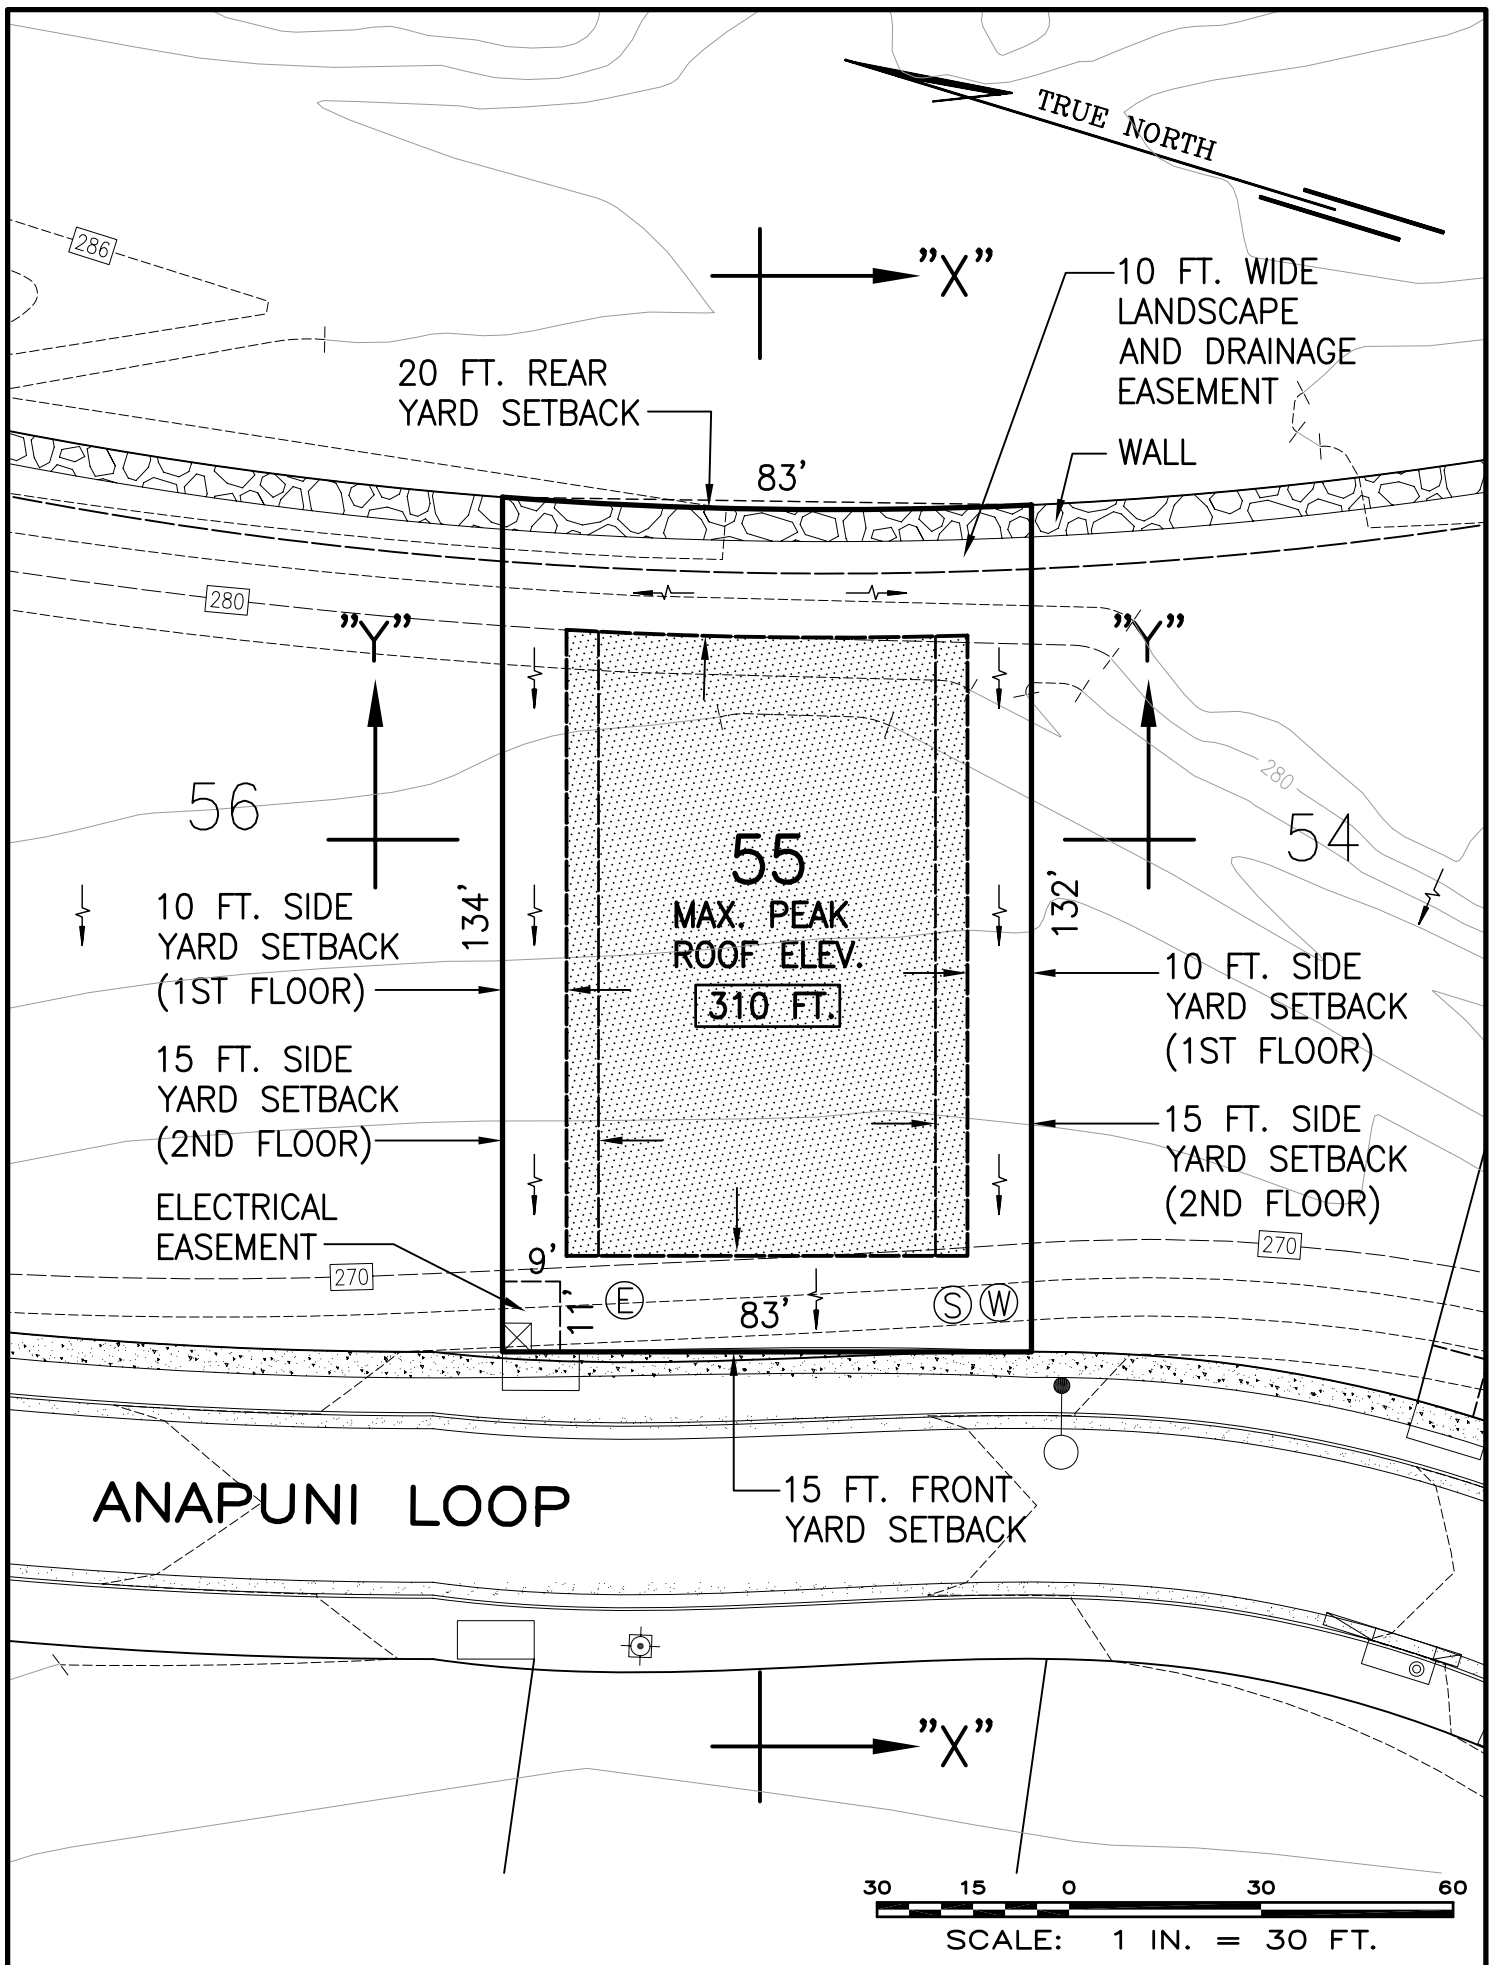 TRUE NORTH
286
"X"
10 FT. WIDE
LANDSCAPE
AND DRAINAGE
EASEMENT
20 FT. REAR
YARD SETBACK
WALL
83'
280
"Y"
"Y"
280
56
54
55
MAX. PEAK
ROOF ELEV.
310 FT.
134'
132'
10 FT. SIDE
YARD SETBACK
(1ST FLOOR)
15 FT. SIDE
YARD SETBACK
(2ND FLOOR)
10 FT. SIDE
YARD SETBACK
(1ST FLOOR)
15 FT. SIDE
YARD SETBACK
(2ND FLOOR)
ELECTRICAL
EASEMENT
270
270
9'
11'
E
83'
S
W
ANAPUNI LOOP
15 FT. FRONT
YARD SETBACK
"X"
30 15 0 30 60
SCALE: 1 IN. = 30 FT.